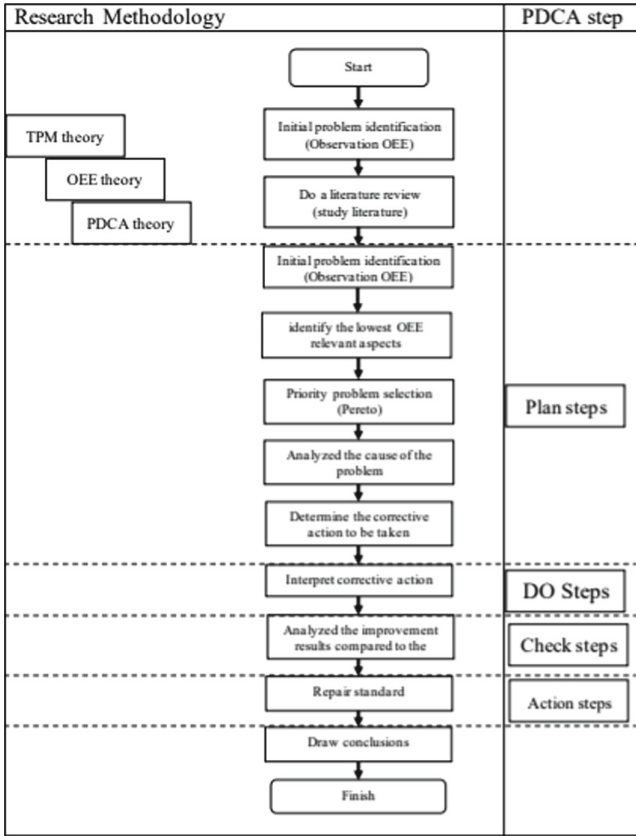 Research Methodology
PDCA step
Start
Initial problem identification
(Observation OEE)
TPM theory
OEE theory
PDCA theory
Do a literature review
(study literature)
Initial problem identification
(Observation OEE)
identify the lowest OEE
relevant aspects
Priority problem selection
(Pereto)
Plan steps
Analyzed the cause of the
problem
Determine the corrective
action to be taken
Interpret corrective action
DO Steps
Analyzed the improvement
results compared to the
Check steps
Repair standard
Action steps
Draw conclusions
Finish